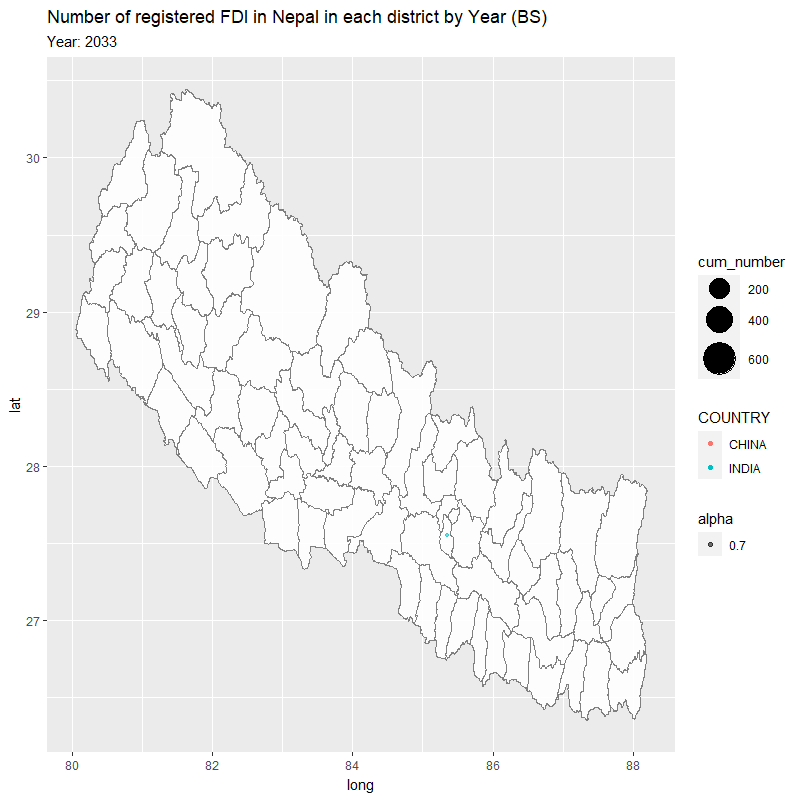 Number of registered FDI in Nepal in each district by Year (BS)
Year: 2033
30
29
28
27
lat
80
82
84
86
88
long
cum_number
200
400
600
COUNTRY
CHINA
INDIA
alpha
0.7